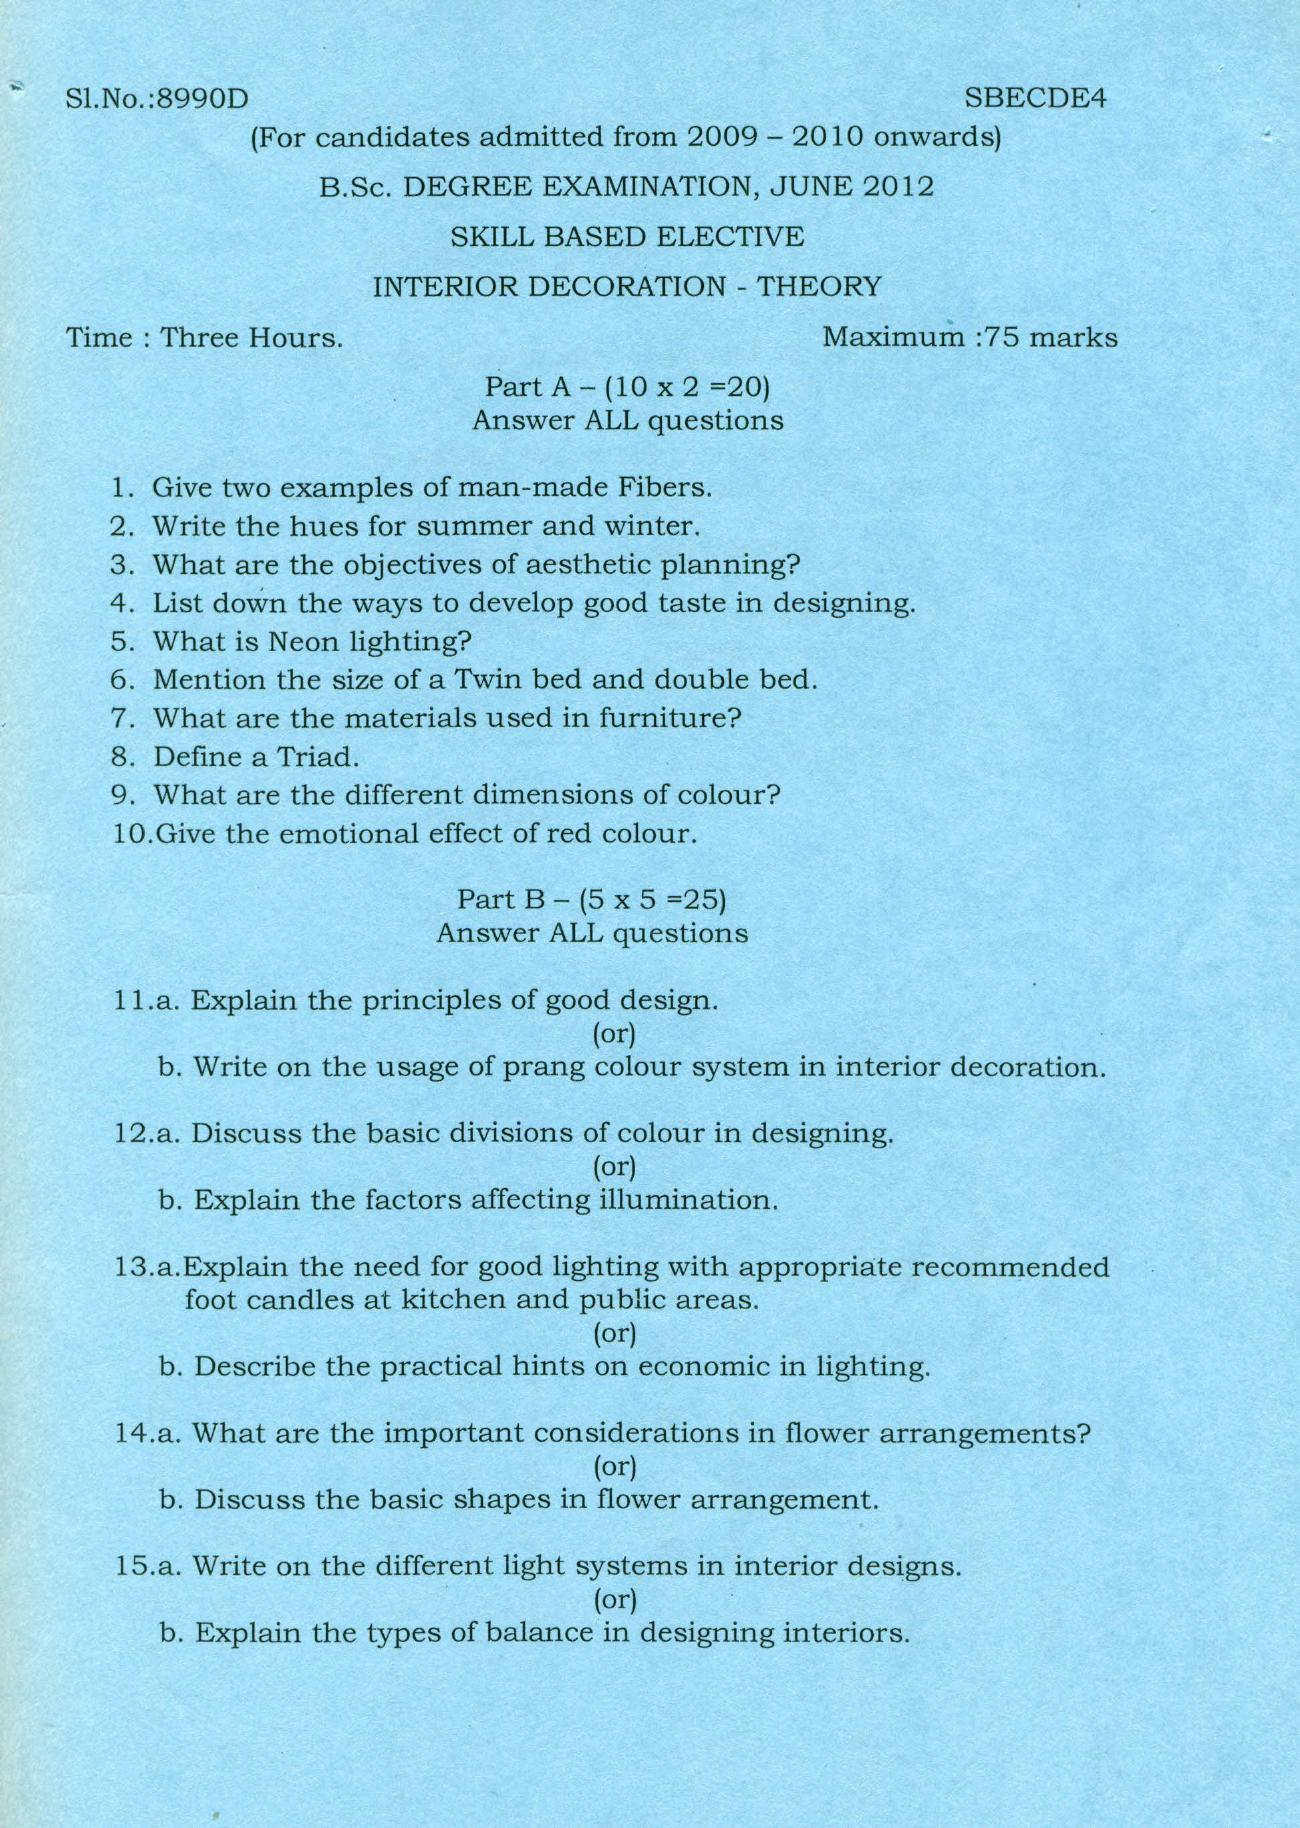 Sl.No.:8990D SBECDE4
(For candidates admitted from 2009 – 2010 onwards)
B.Sc. DEGREE EXAMINATION, JUNE 2012
SKILL BASED ELECTIVE
INTERIOR DECORATION - THEORY
Time : Three Hours. Maximum :75 marks
Part A – (10 x 2 =20)
Answer ALL questions
1. Give two examples of man-made Fibers.
2. Write the hues for summer and winter.
3. What are the objectives of aesthetic planning?
4. List down the ways to develop good taste in designing.
5. What is Neon lighting?
6. Mention the size of a Twin bed and double bed.
7. What are the materials used in furniture?
8. Define a Triad.
9. What are the different dimensions of colour?
10.Give the emotional effect of red colour.
Part B – (5 x 5 =25)
Answer ALL questions
11.a. Explain the principles of good design.
(or)
b. Write on the usage of prang colour system in interior decoration.
12.a. Discuss the basic divisions of colour in designing.
(or)
b. Explain the factors affecting illumination.
13.a.Explain the need for good lighting with appropriate recommended
foot candles at kitchen and public areas.
(or)
b. Describe the practical hints on economic in lighting.
14.a. What are the important considerations in flower arrangements?
(or)
b. Discuss the basic shapes in flower arrangement.
15.a. Write on the different light systems in interior designs.
(or)
b. Explain the types of balance in designing interiors.